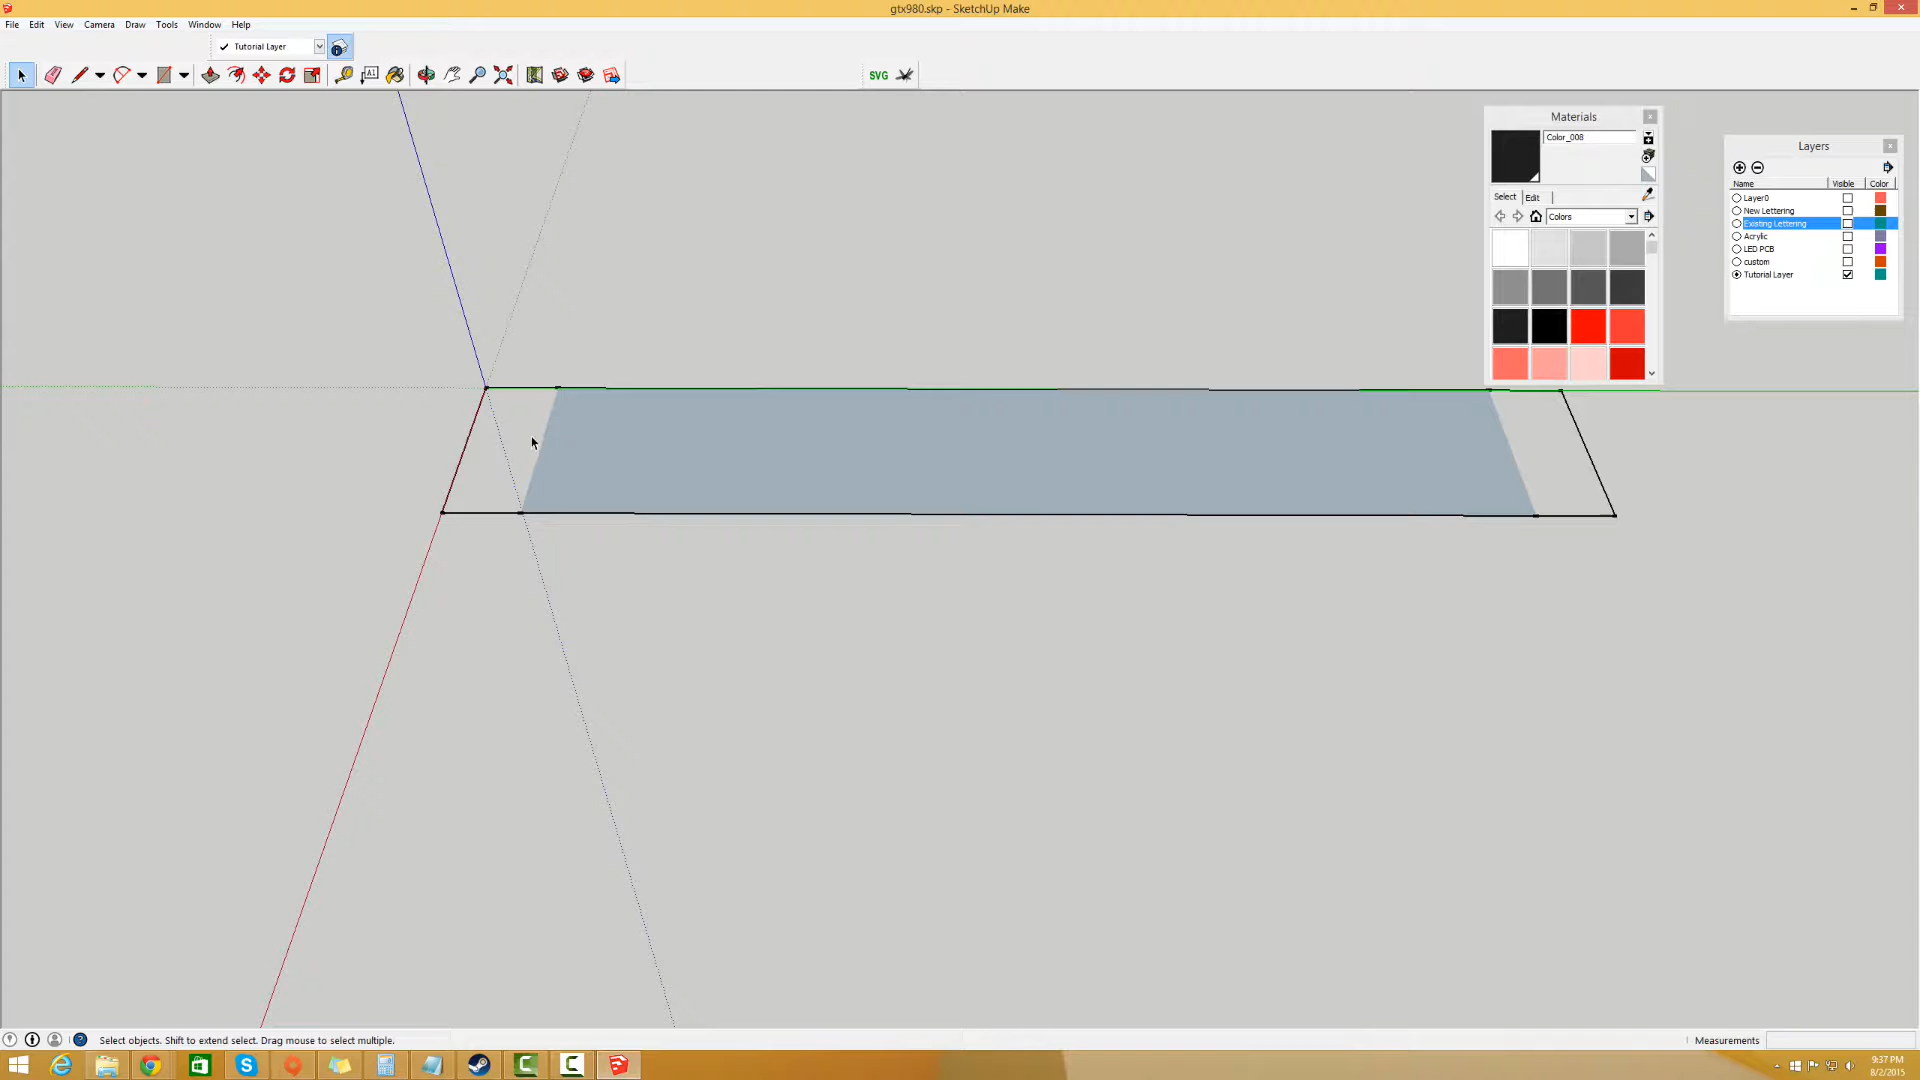 gtx980.skp - SketchUp Make
File Edit View Camera Draw Tools Window Help
Tutorial Layer
A1
SVG
Materials
Color_008
Select Edit
Colors
Layers
Name Visible Color
Layer0
New Lettering
Existing Lettering
Acrylic
LED PCB
custom
Tutorial Layer
Select objects. Shift to extend select. Drag mouse to select multiple.
Measurements
9:37 PM
8/2/2015